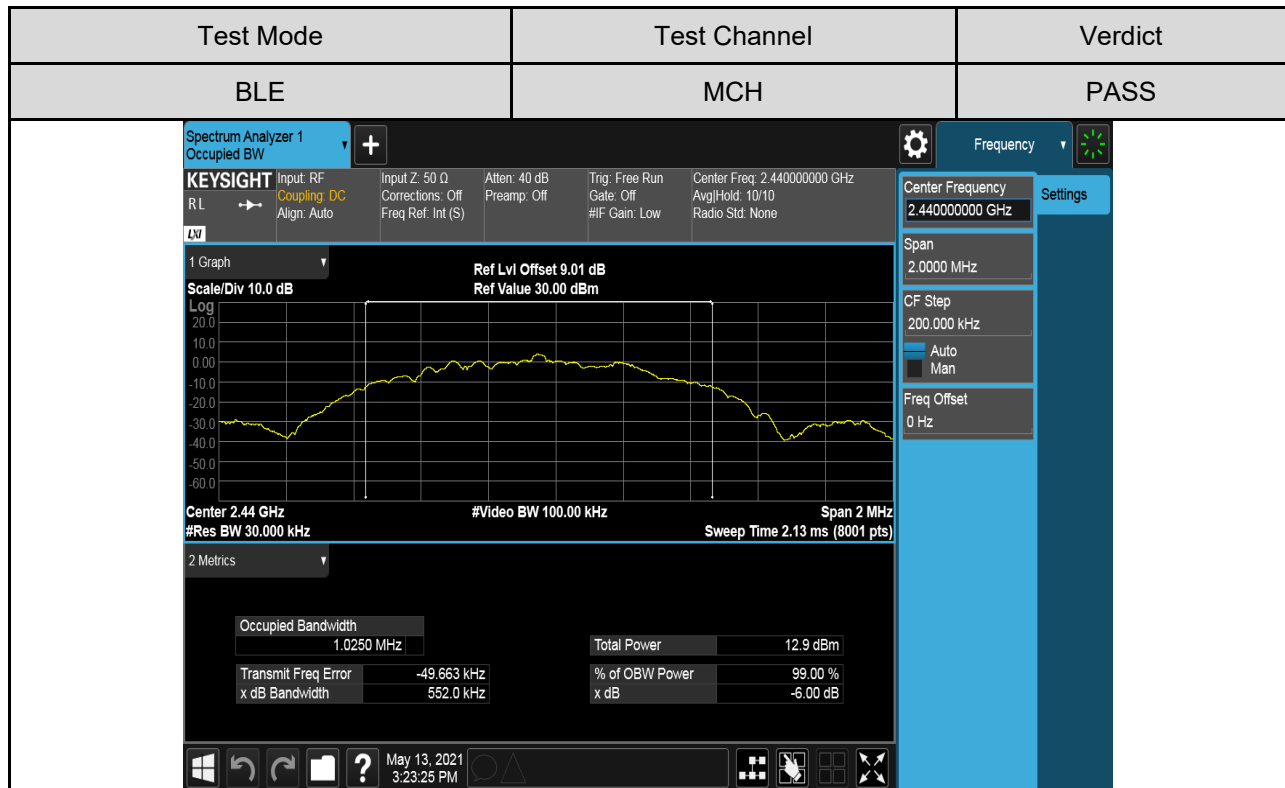 Test Mode Test Channel Verdict
BLE MCH PASS
Spectrum Analyzer 1
Occupied BW
Frequency
KEYSIGHT Input: RF Input Z: 50 Ω Atten: 40 dB Trig: Free Run Center Freq: 2.440000000 GHz
RL Coupling: DC Corrections: Off Preamp: Off Gate: Off Avg|Hold: 10/10
Align: Auto Freq Ref: Int (S) #IF Gain: Low Radio Std: None
LXI
Center Frequency
2.440000000 GHz
Settings
Span
2.0000 MHz
CF Step
200.000 kHz
Auto
Man
Freq Offset
0 Hz
1 Graph
Ref Lvl Offset 9.01 dB
Scale/Div 10.0 dB Ref Value 30.00 dBm
Log
20.0
10.0
0.00
-10.0
-20.0
-30.0
-40.0
-50.0
-60.0
Center 2.44 GHz #Video BW 100.00 kHz Span 2 MHz
#Res BW 30.000 kHz Sweep Time 2.13 ms (8001 pts)
2 Metrics
Occupied Bandwidth
1.0250 MHz Total Power 12.9 dBm
Transmit Freq Error -49.663 kHz % of OBW Power 99.00 %
x dB Bandwidth 552.0 kHz x dB -6.00 dB
? May 13, 2021
3:23:25 PM